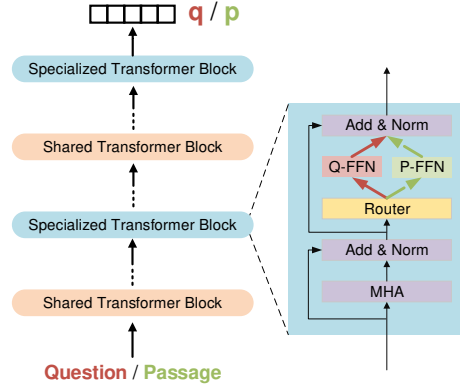 q / p
Specialized Transformer Block
Shared Transformer Block
Specialized Transformer Block
Shared Transformer Block
Question / Passage
Add & Norm
Q-FFN
P-FFN
Router
Add & Norm
MHA